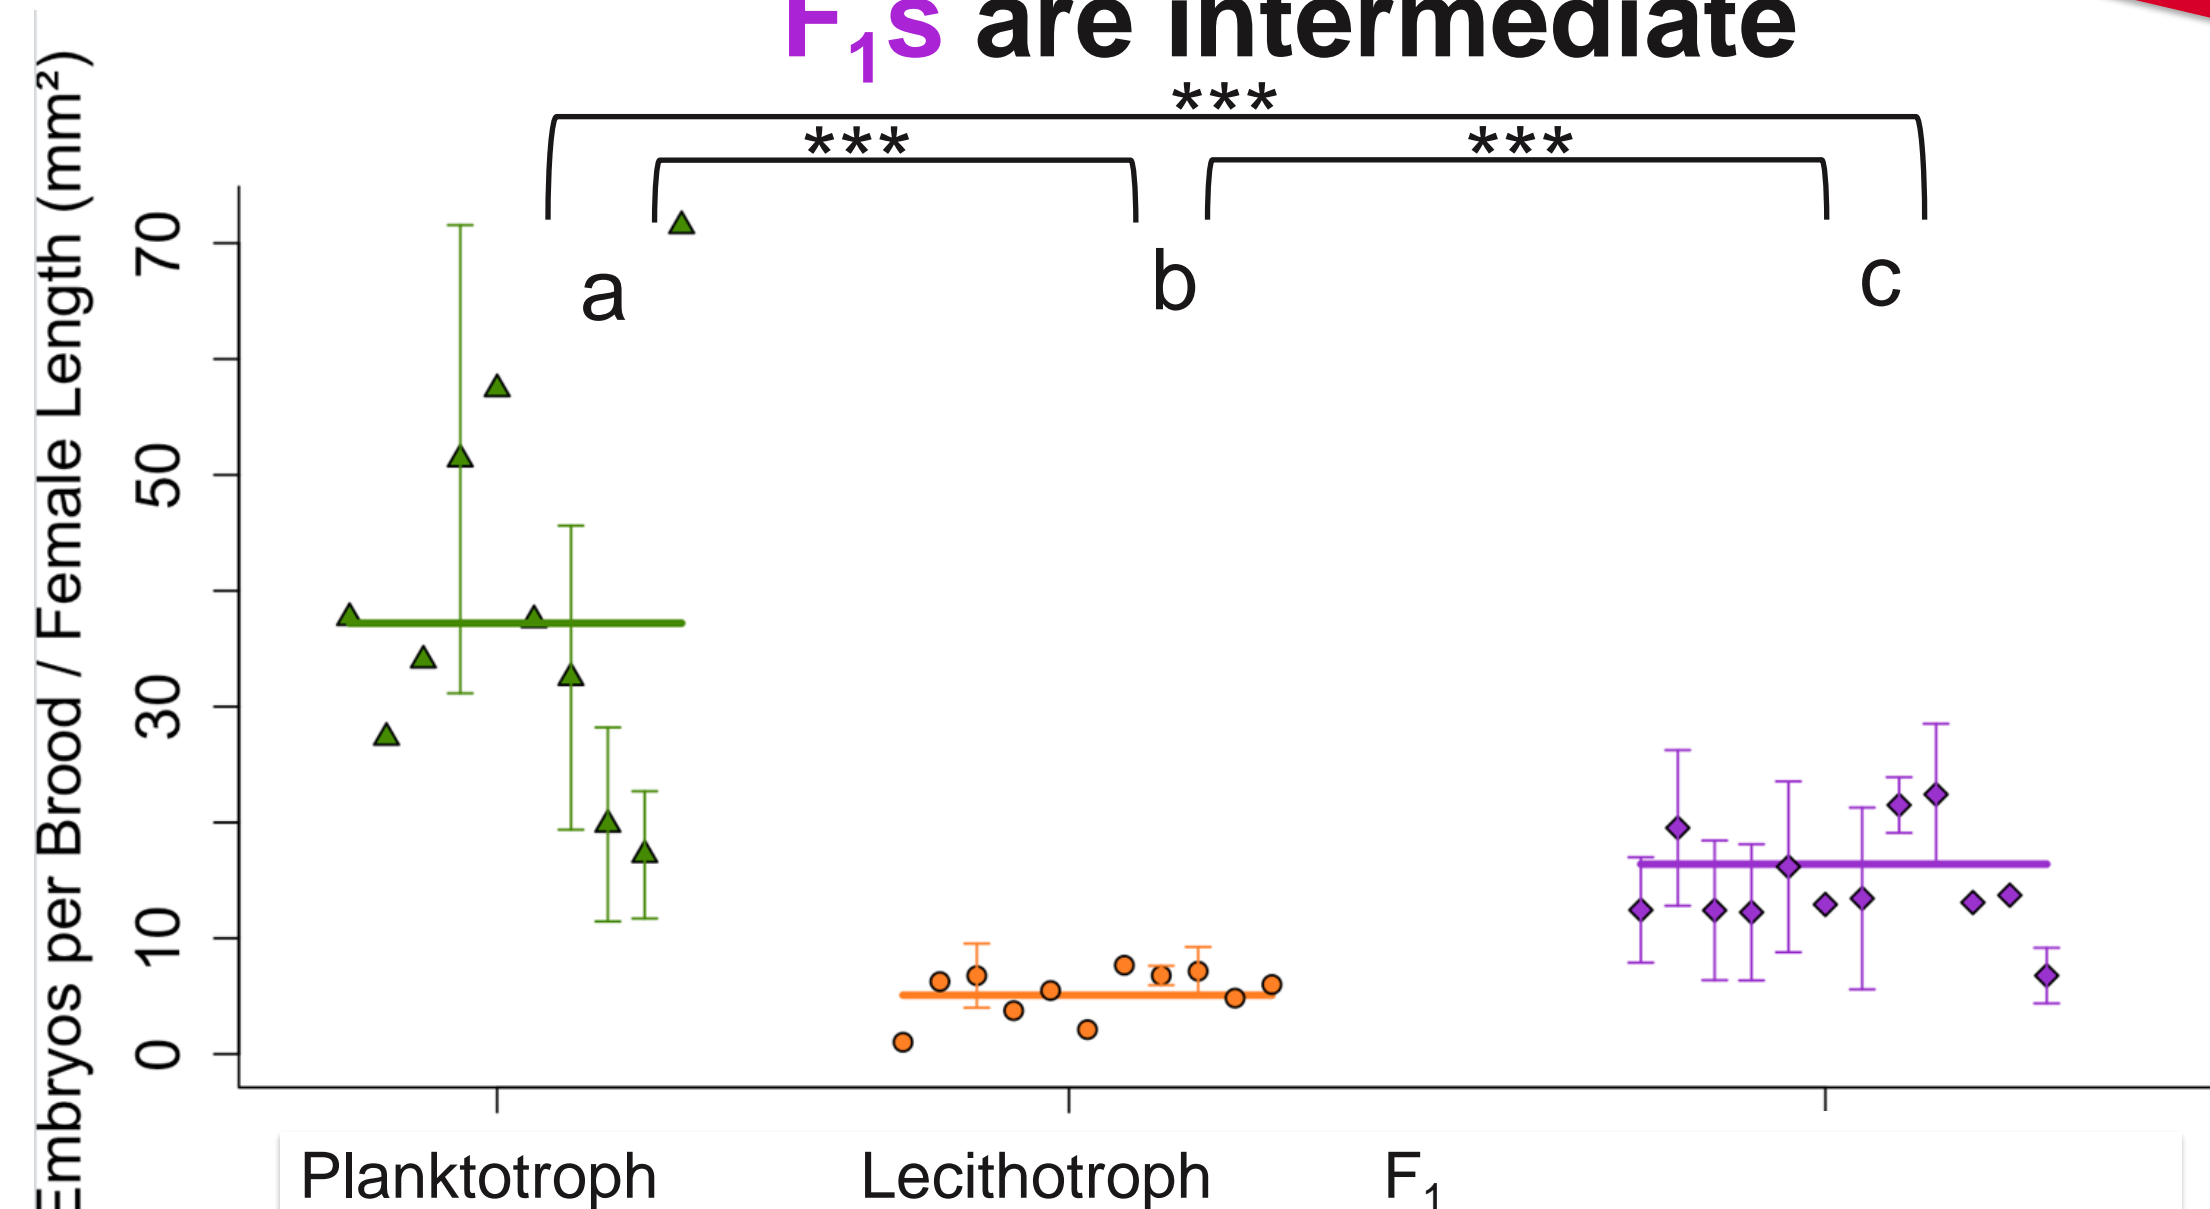 F₁s are intermediate
***
*** ***
Embryos per Brood / Female Length (mm²)
a b c
70
50
30
10
0
Planktotroph Lecithotroph F₁